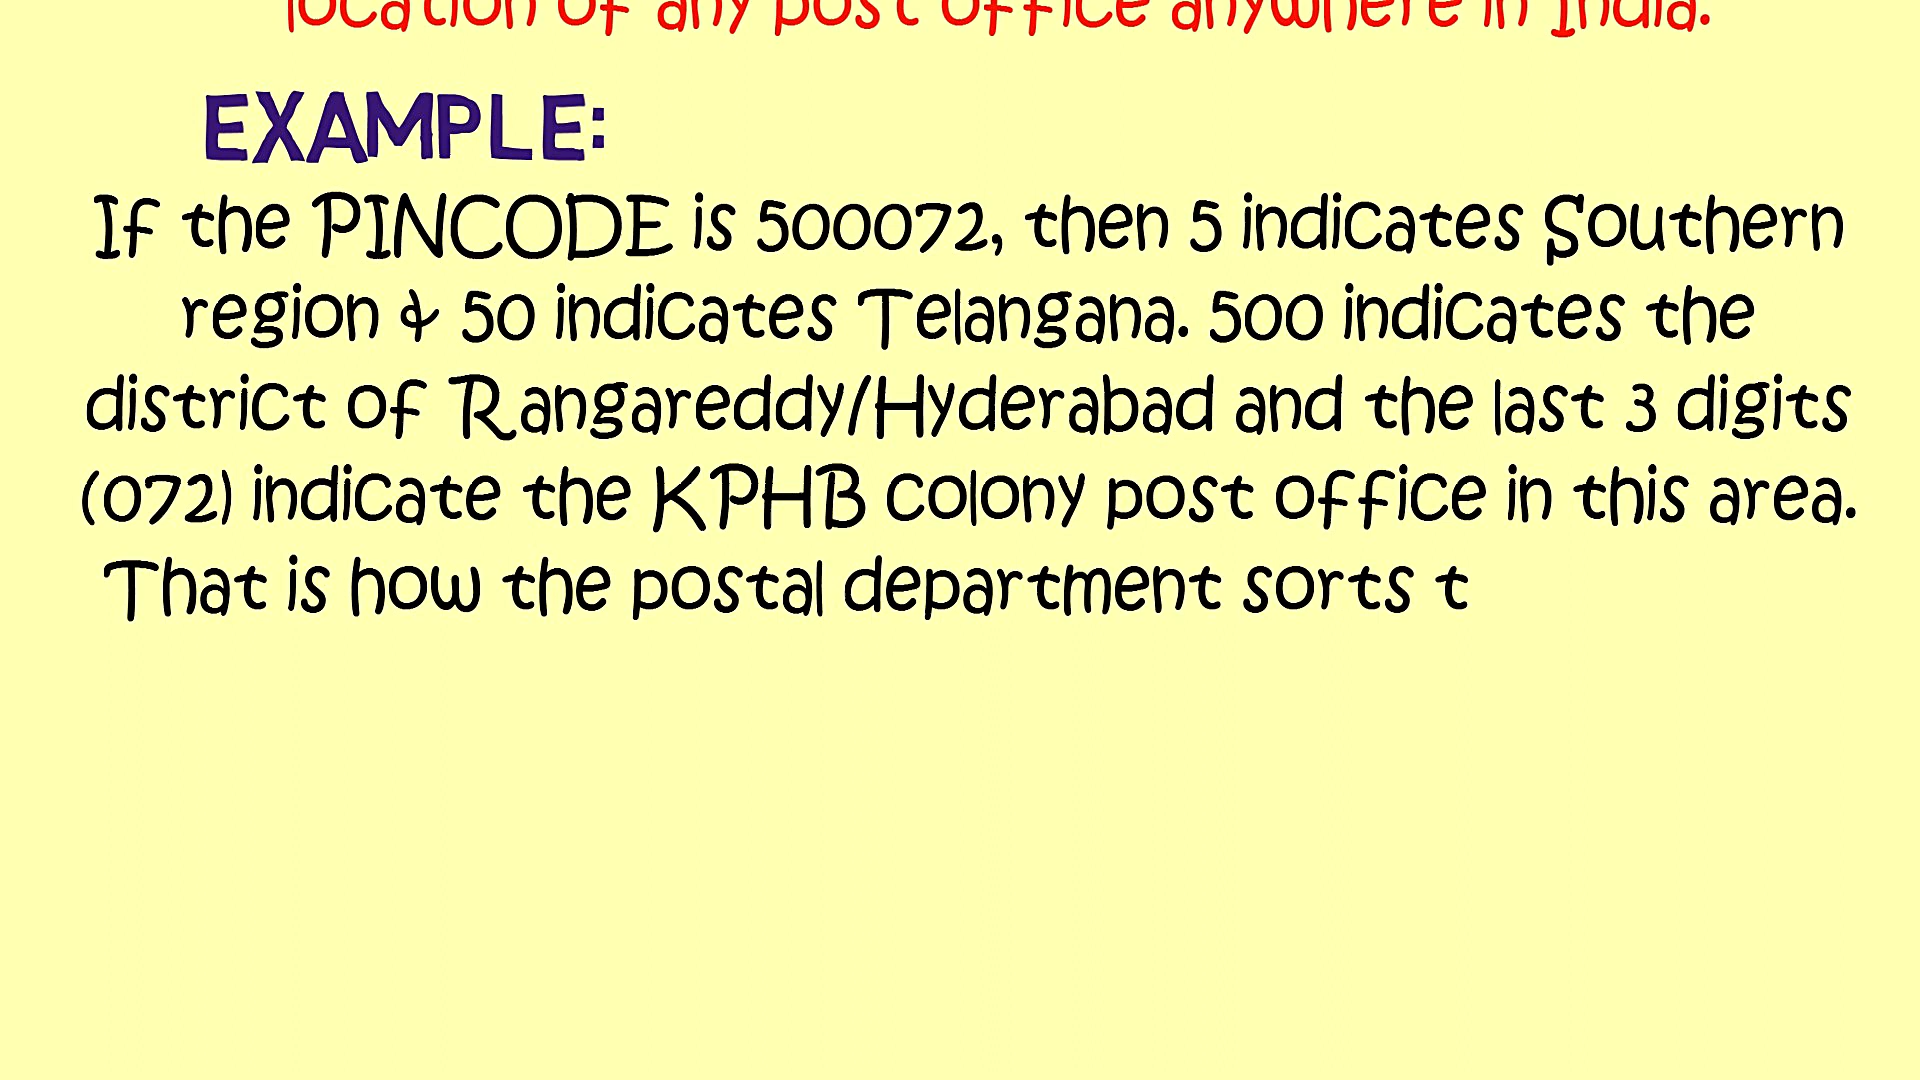 location of any post office anywhere in India.
EXAMPLE:
If the PINCODE is 500072, then 5 indicates Southern
region & 50 indicates Telangana. 500 indicates the
district of Rangareddy/Hyderabad and the last 3 digits
(072) indicate the KPHB colony post office in this area.
That is how the postal department sorts t